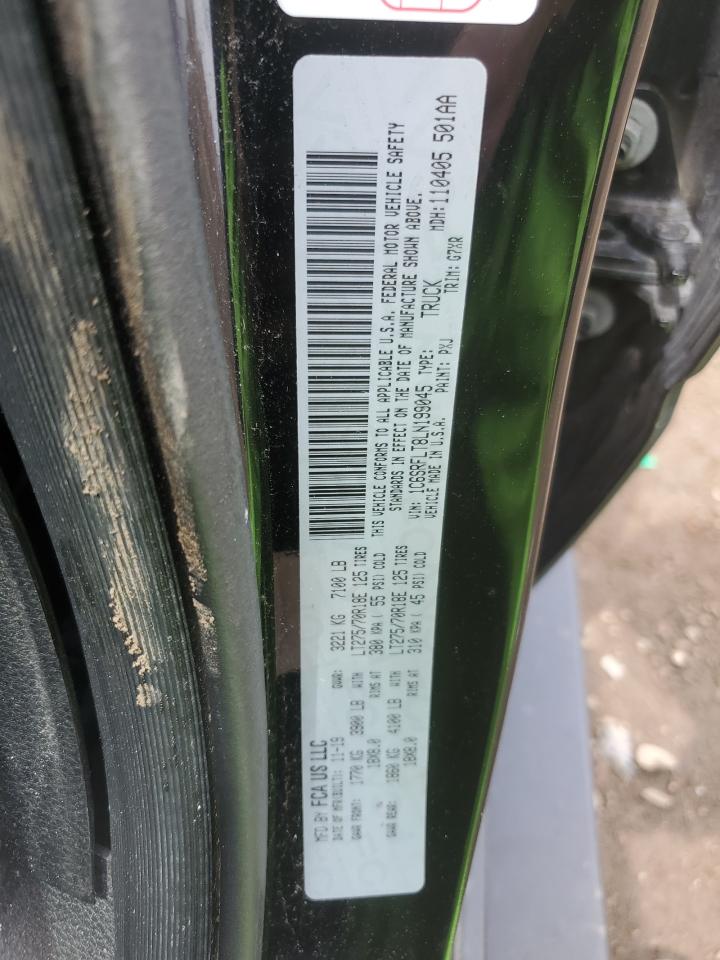 MFD BY FCA US LLC
DATE OF MFR(BUILT): 11-19 GVWR: 3221 KG 7100 LB
GAWR FRONT: 1770 KG 3900 LB WITH LT275/70R18E 125 TIRES
18X8.0 RIMS AT 380 KPA ( 55 PSI) COLD
GAWR REAR: 1860 KG 4100 LB WITH LT275/70R18E 125 TIRES
18X8.0 RIMS AT 310 KPA ( 45 PSI) COLD
THIS VEHICLE CONFORMS TO ALL APPLICABLE U.S.A. FEDERAL MOTOR VEHICLE SAFETY
STANDARDS IN EFFECT ON THE DATE OF MANUFACTURE SHOWN ABOVE.
VIN: 1C6SRFLT8LN199045 TYPE: TRUCK MDH:110405 501AA
VEHICLE MADE IN U.S.A. PAINT: PXJ TRIM: G7XR